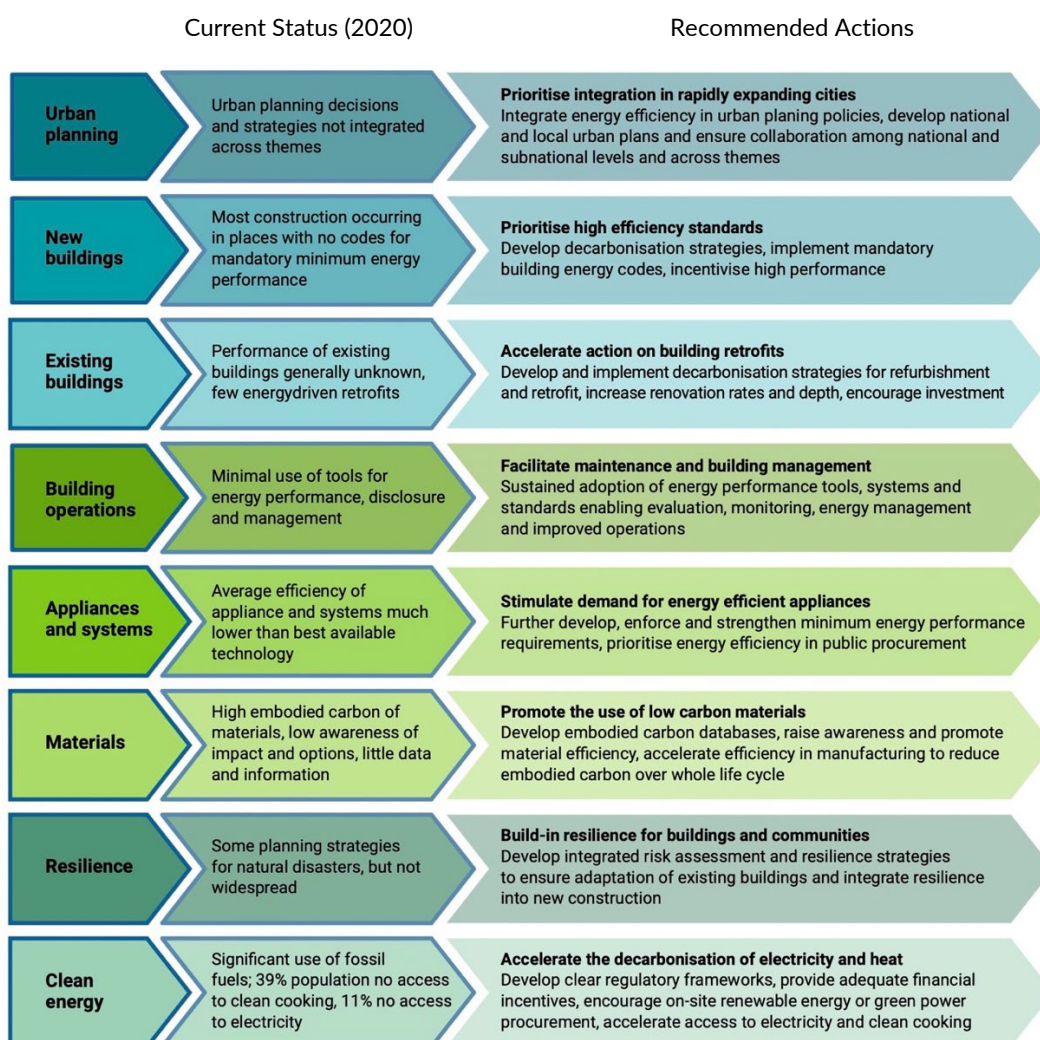 Current Status (2020)
Recommended Actions
Urban
planning
Urban planning decisions
and strategies not integrated
across themes
Prioritise integration in rapidly expanding cities
Integrate energy efficiency in urban planing policies, develop national
and local urban plans and ensure collaboration among national and
subnational levels and across themes
New
buildings
Most construction occurring
in places with no codes for
mandatory minimum energy
performance
Prioritise high efficiency standards
Develop decarbonisation strategies, implement mandatory
building energy codes, incentivise high performance
Existing
buildings
Performance of existing
buildings generally unknown,
few energydriven retrofits
Accelerate action on building retrofits
Develop and implement decarbonisation strategies for refurbishment
and retrofit, increase renovation rates and depth, encourage investment
Building
operations
Minimal use of tools for
energy performance, disclosure
and management
Facilitate maintenance and building management
Sustained adoption of energy performance tools, systems and
standards enabling evaluation, monitoring, energy management
and improved operations
Appliances
and systems
Average efficiency of
appliance and systems much
lower than best available
technology
Stimulate demand for energy efficient appliances
Further develop, enforce and strengthen minimum energy performance
requirements, prioritise energy efficiency in public procurement
Materials
High embodied carbon of
materials, low awareness of
impact and options, little data
and information
Promote the use of low carbon materials
Develop embodied carbon databases, raise awareness and promote
material efficiency, accelerate efficiency in manufacturing to reduce
embodied carbon over whole life cycle
Resilience
Some planning strategies
for natural disasters, but not
widespread
Build-in resilience for buildings and communities
Develop integrated risk assessment and resilience strategies
to ensure adaptation of existing buildings and integrate resilience
into new construction
Clean
energy
Significant use of fossil
fuels; 39% population no access
to clean cooking, 11% no access
to electricity
Accelerate the decarbonisation of electricity and heat
Develop clear regulatory frameworks, provide adequate financial
incentives, encourage on-site renewable energy or green power
procurement, accelerate access to electricity and clean cooking